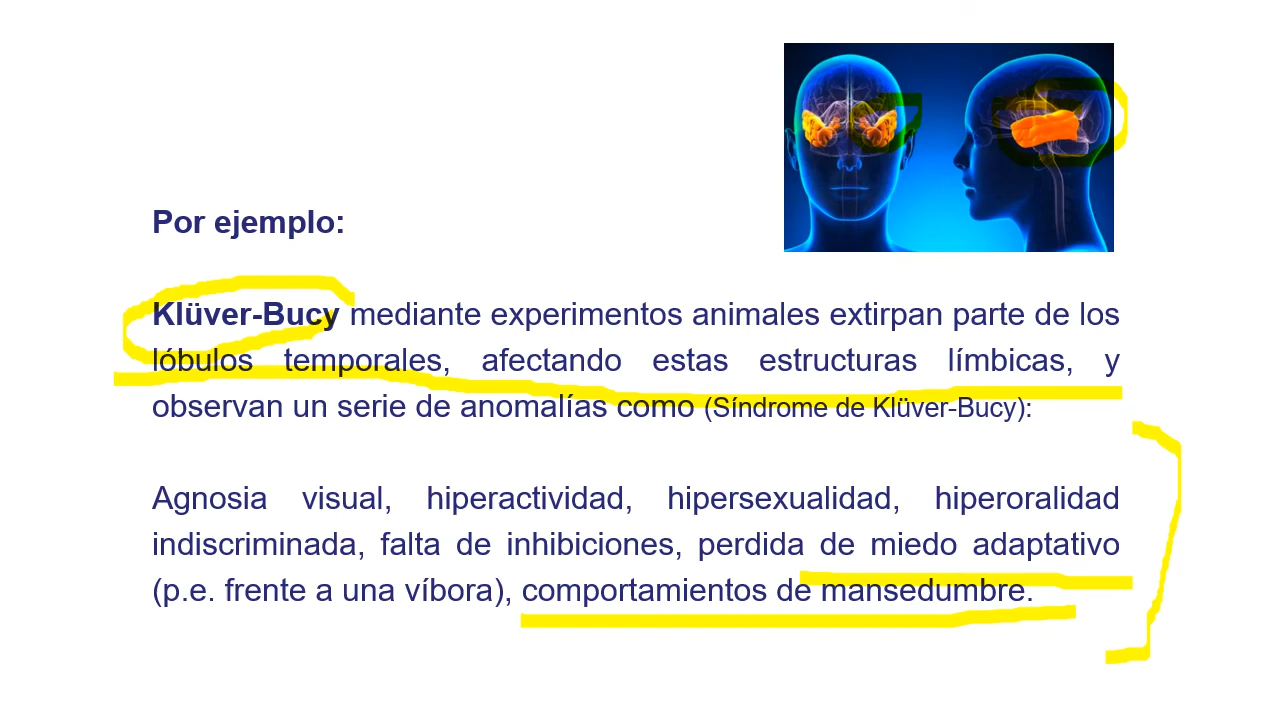 Por ejemplo:
Klüver-Bucy mediante experimentos animales extirpan parte de los
lóbulos temporales, afectando estas estructuras límbicas, y
observan un serie de anomalías como (Síndrome de Klüver-Bucy):
Agnosia visual, hiperactividad, hipersexualidad, hiperoralidad
indiscriminada, falta de inhibiciones, perdida de miedo adaptativo
(p.e. frente a una víbora), comportamientos de mansedumbre.